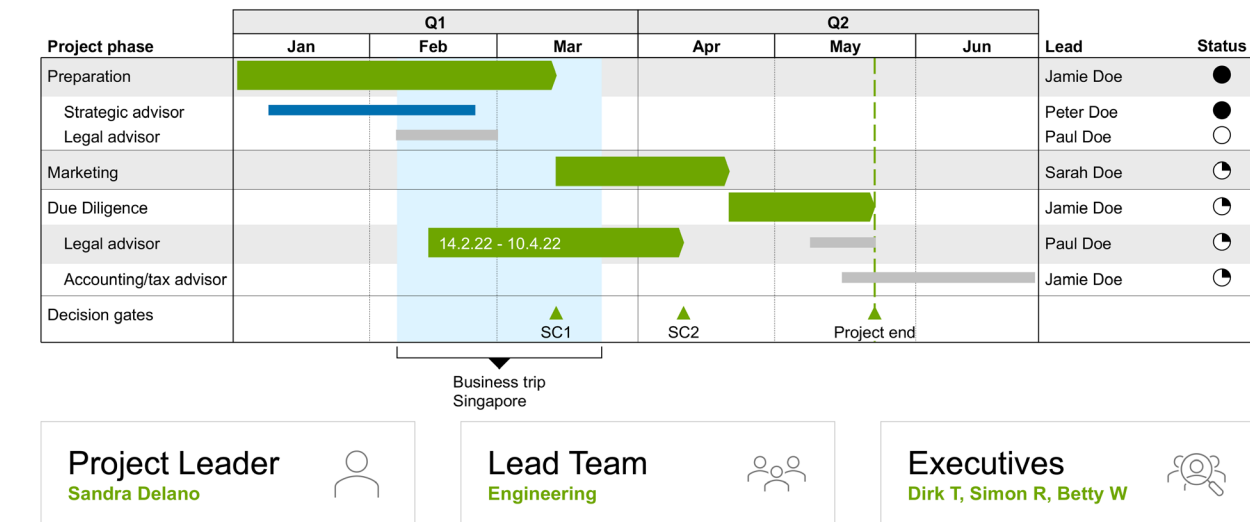 Q1 Q2
Project phase Jan Feb Mar Apr May Jun Lead Status
Preparation Jamie Doe
Strategic advisor Peter Doe
Legal advisor Paul Doe
Marketing Sarah Doe
Due Diligence Jamie Doe
Legal advisor 14.2.22 - 10.4.22 Paul Doe
Accounting/tax advisor Jamie Doe
Decision gates
SC1 SC2 Project end
Business trip
Singapore
Project Leader
Sandra Delano
Lead Team
Engineering
Executives
Dirk T, Simon R, Betty W